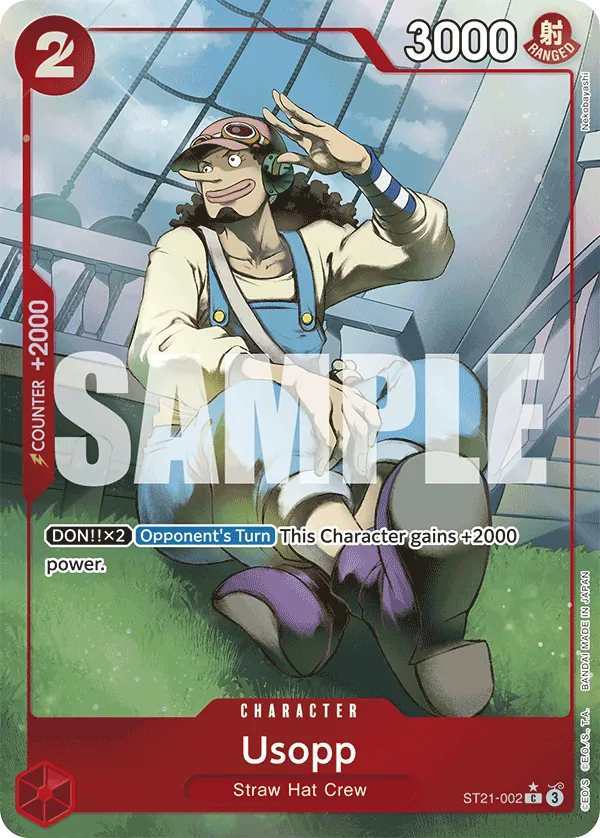 2
3000
射
RANGED
Nekobayashi
COUNTER +2000
SAMPLE
DON!!×2 Opponent's Turn This Character gains +2000
power.
BANDAI MADE IN JAPAN
©E.O/S ©E.O./S., T.A.
CHARACTER
Usopp
Straw Hat Crew
ST21-002 C 3